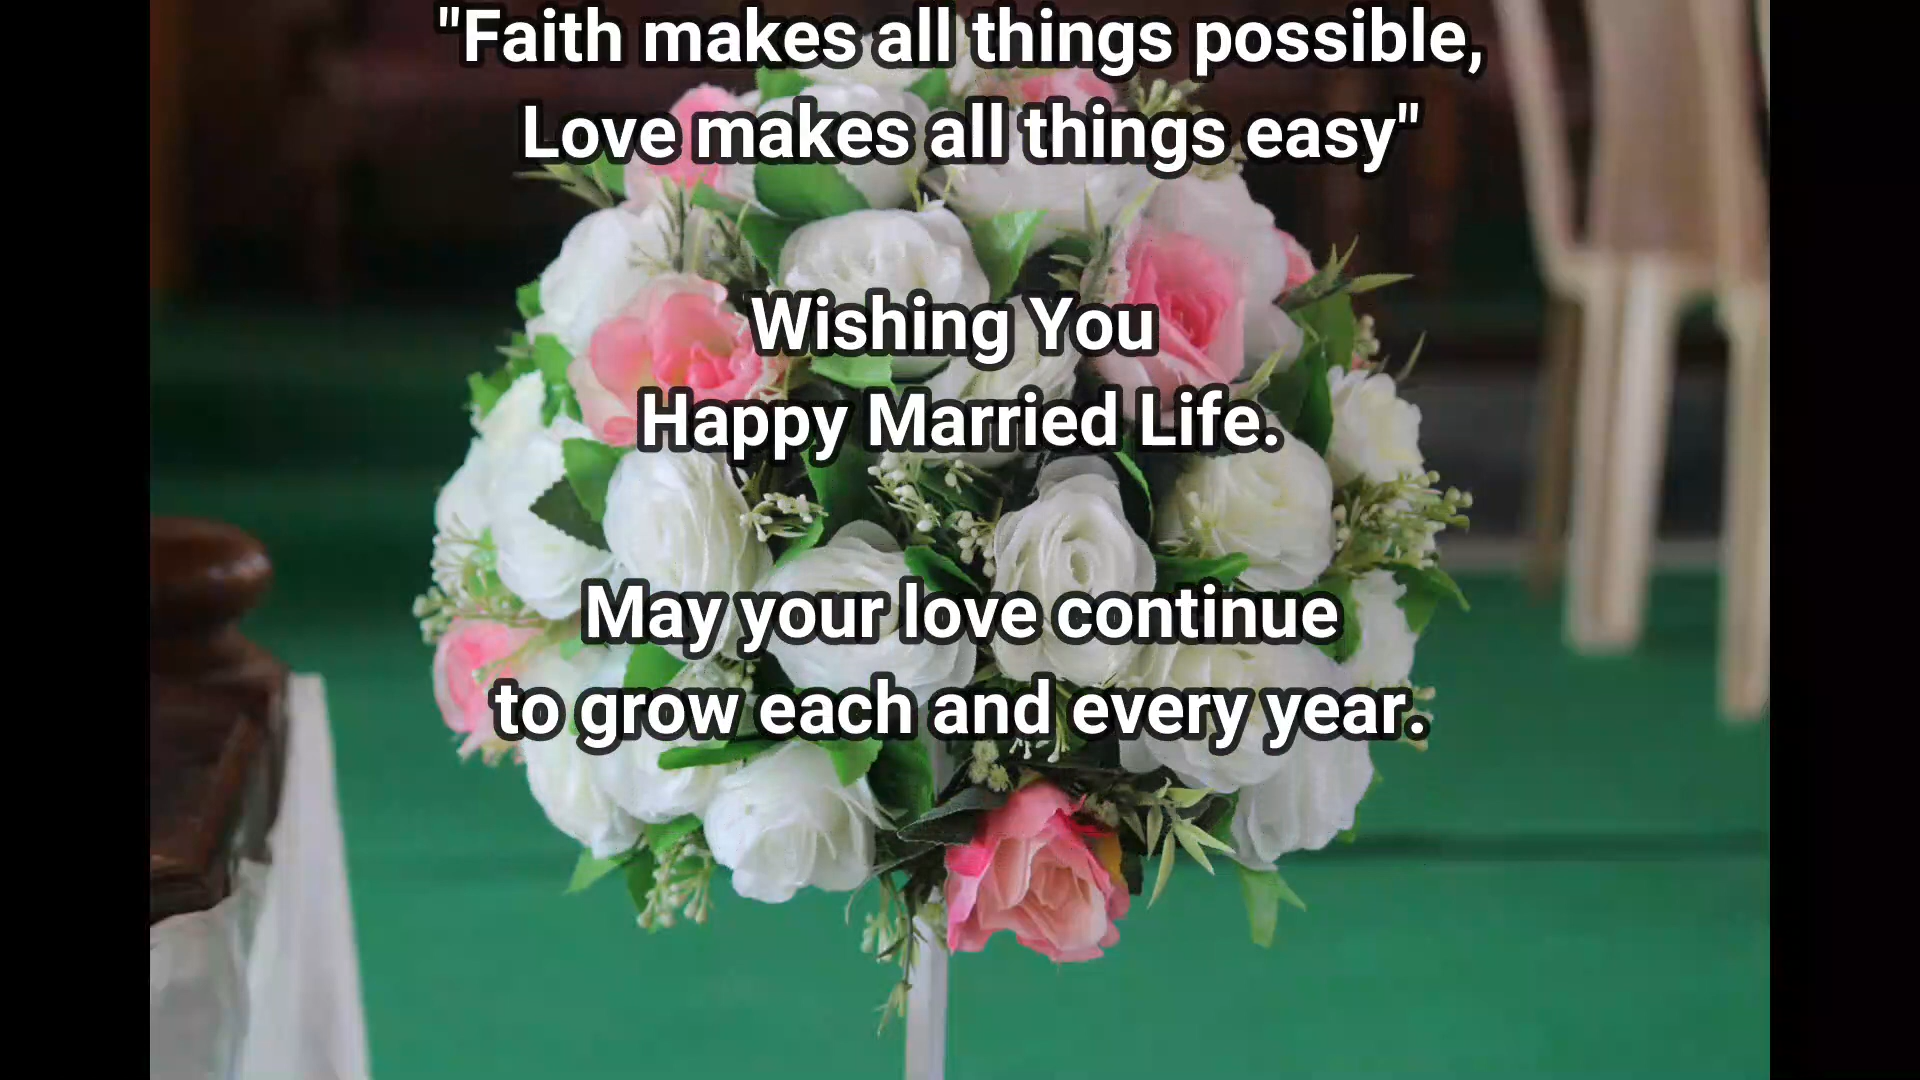 "Faith makes all things possible,
Love makes all things easy"
Wishing You
Happy Married Life.
May your love continue
to grow each and every year.